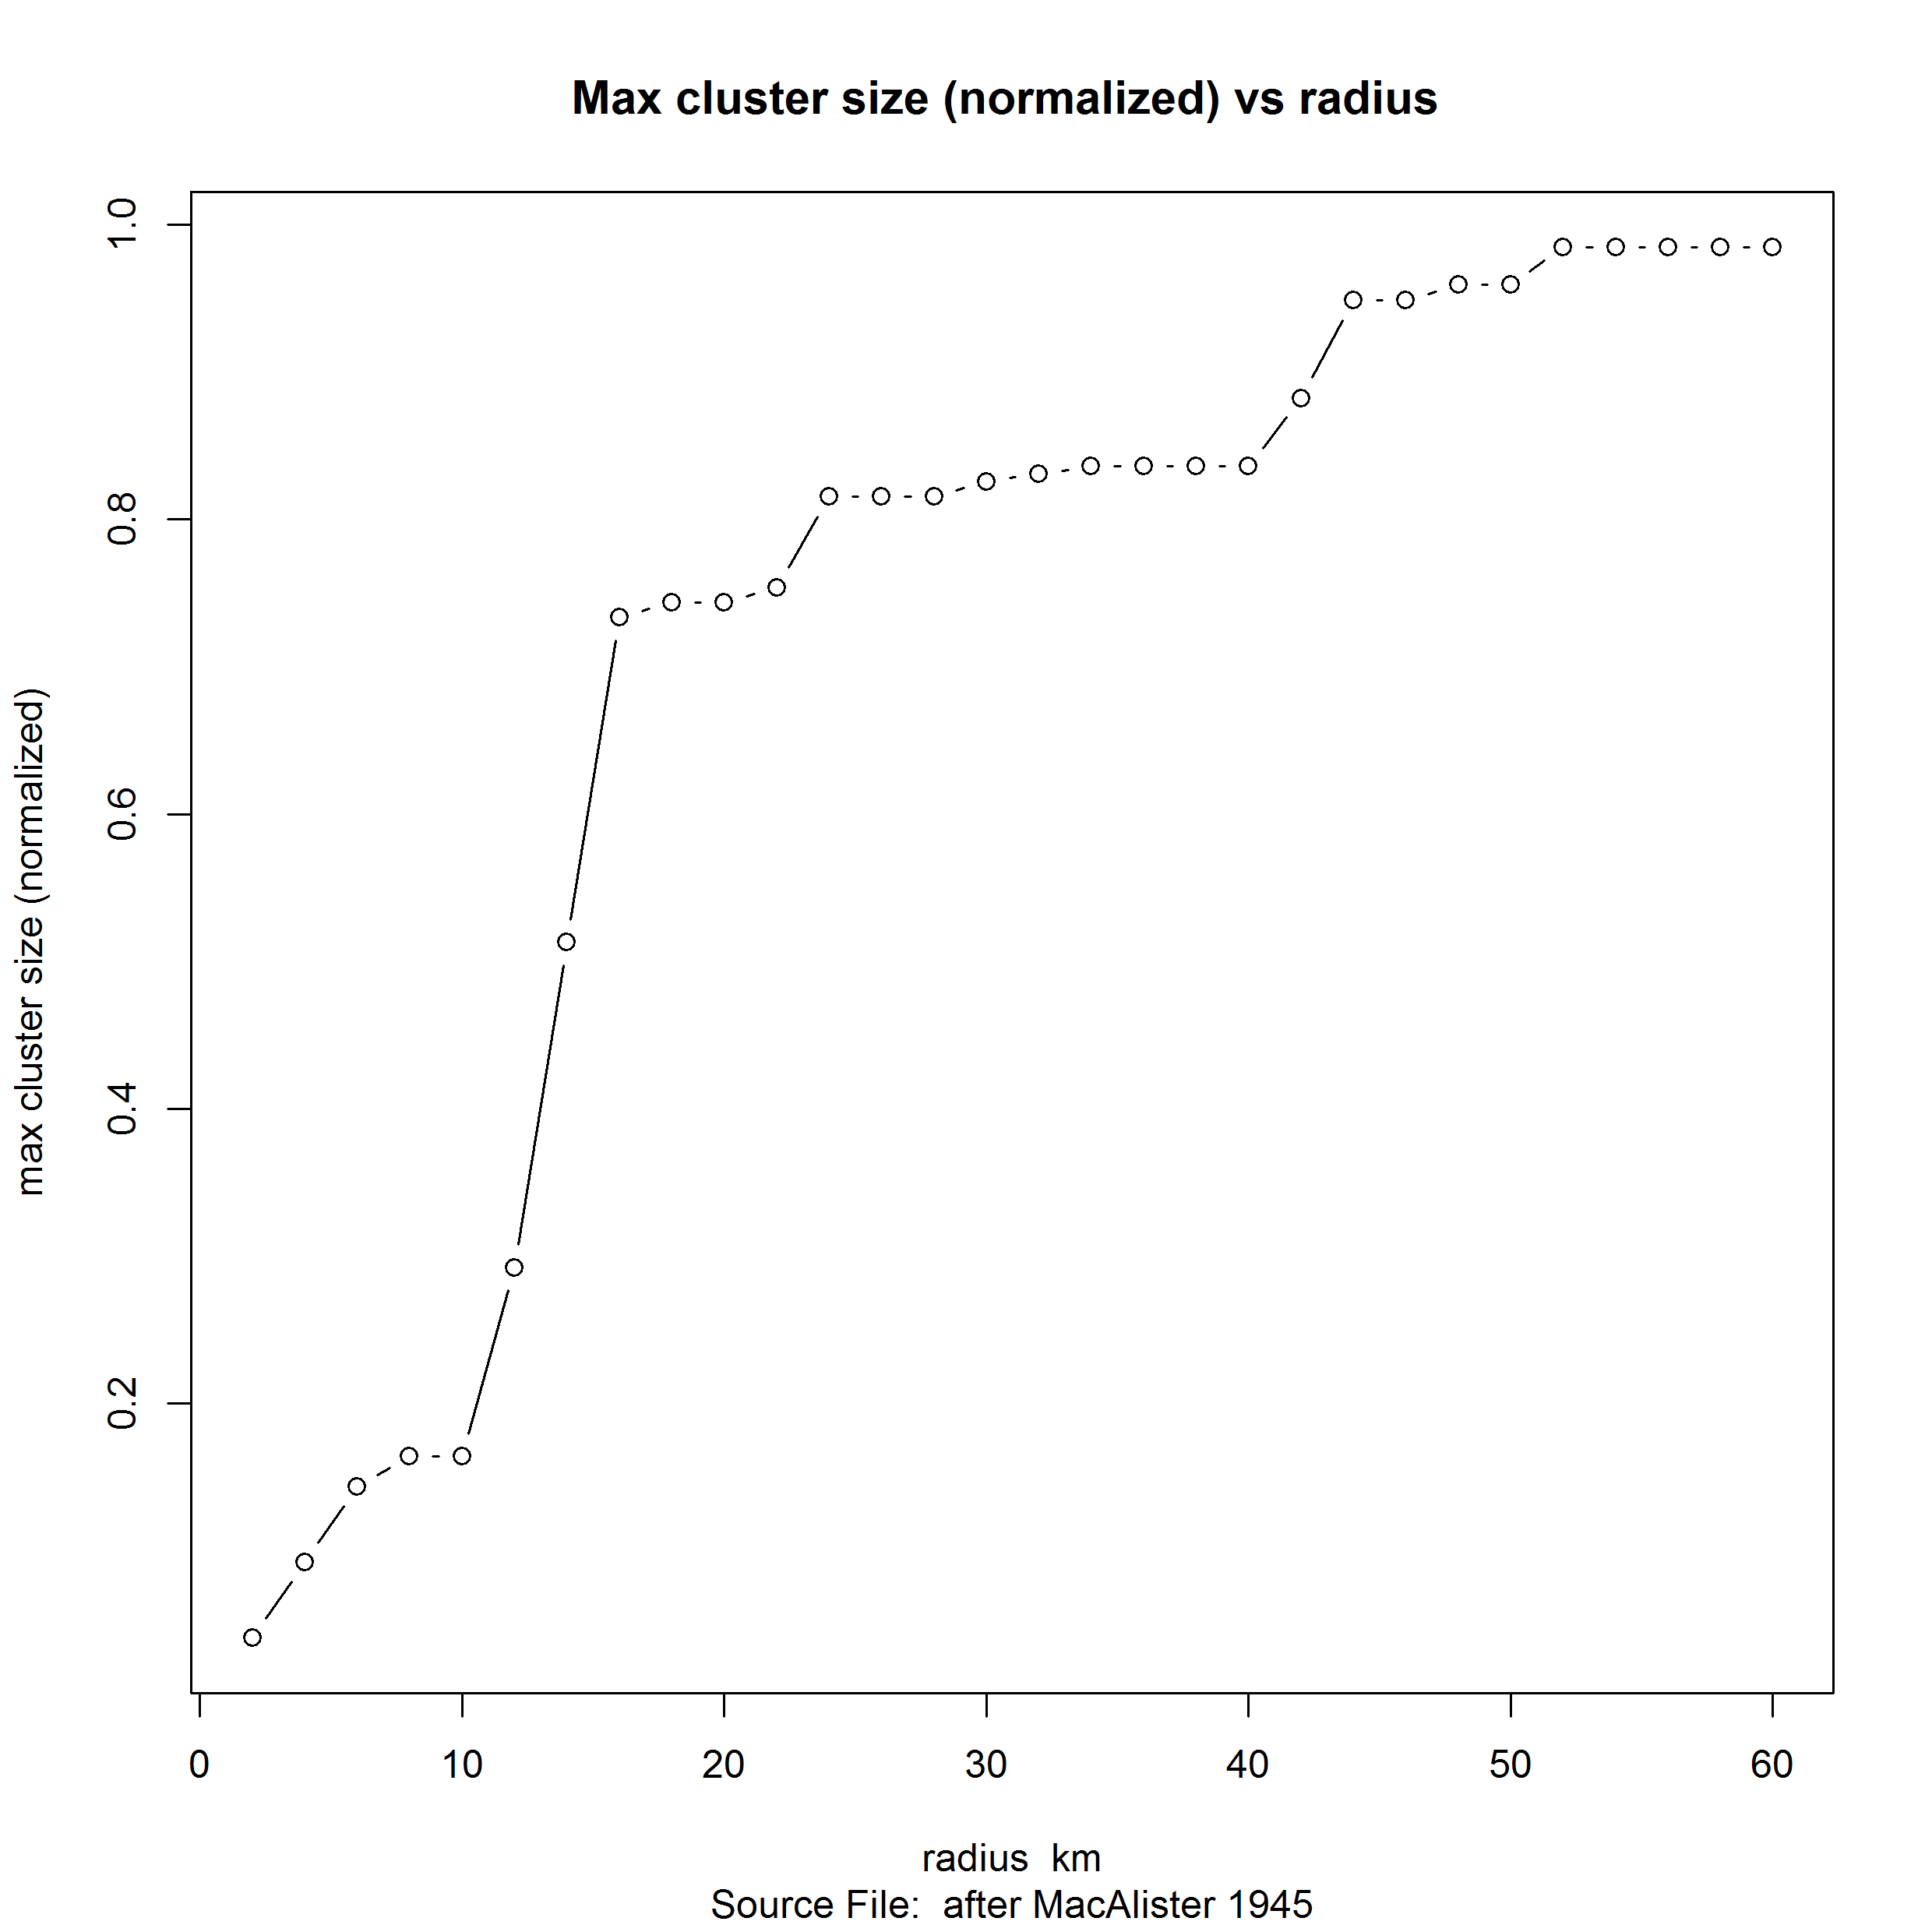 Max cluster size (normalized) vs radius
max cluster size (normalized)
1.0
0.8
0.6
0.4
0.2
0 10 20 30 40 50 60
radius km
Source File: after MacAlister 1945